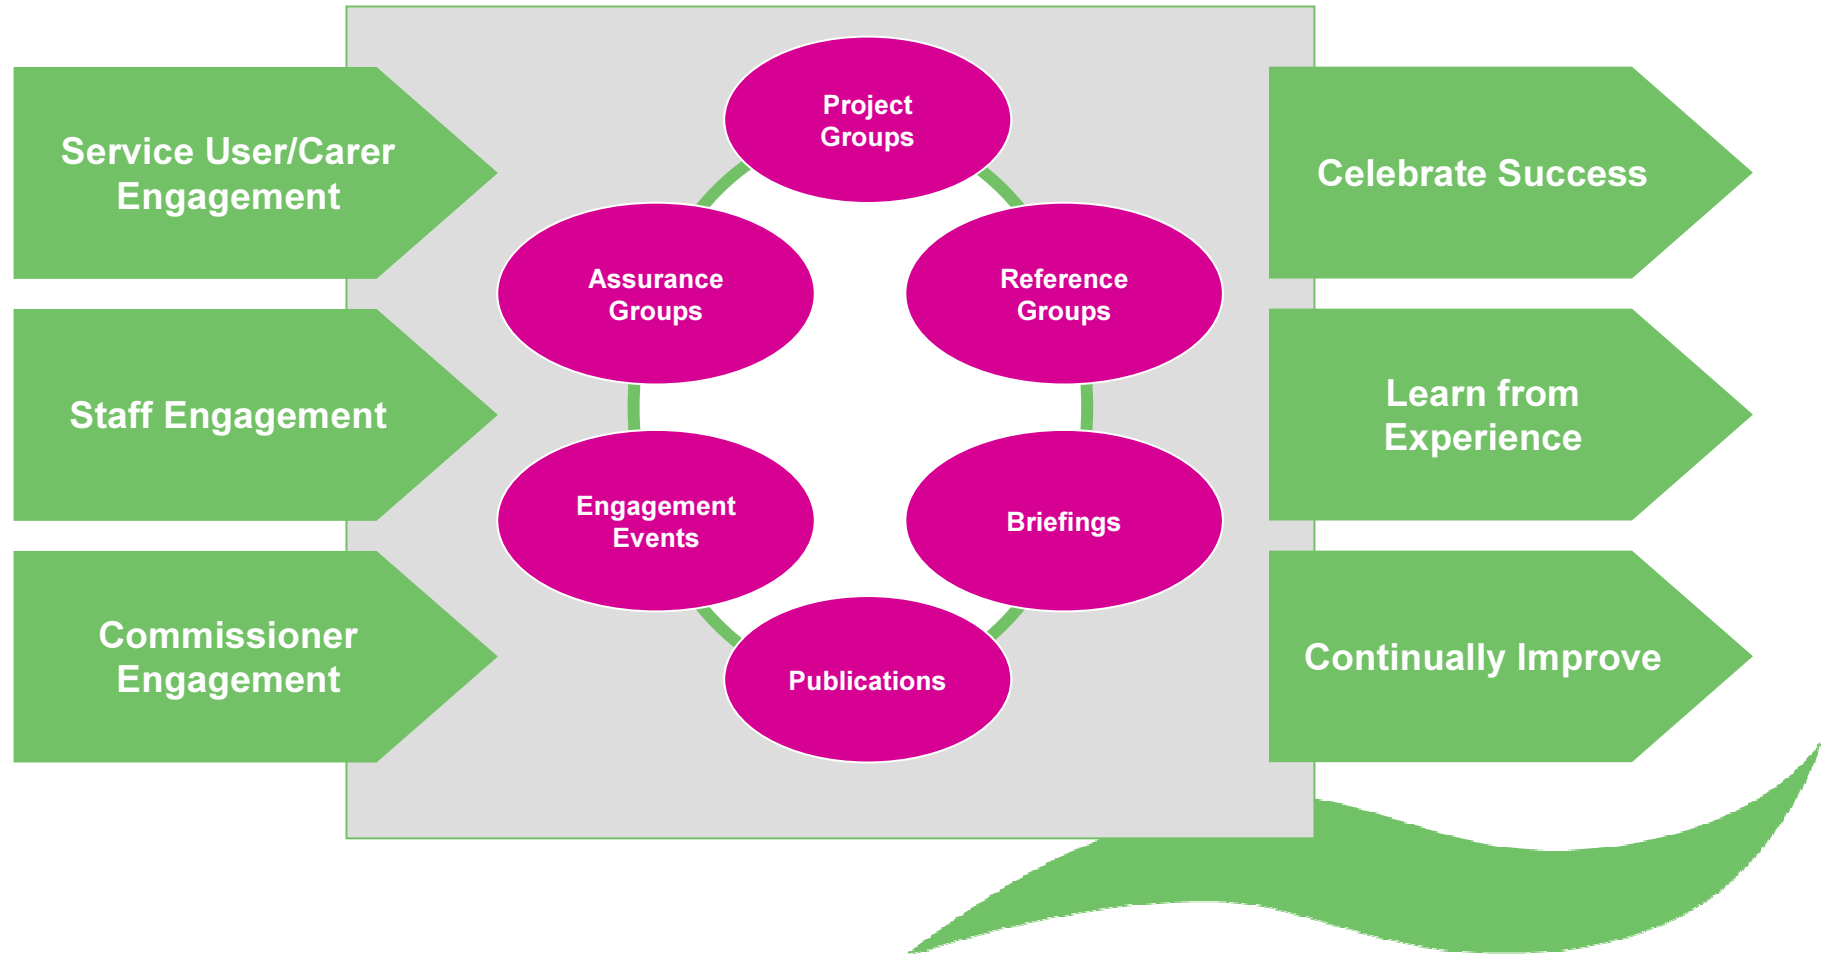 Service User/Carer
Engagement
Staff Engagement
Commissioner
Engagement
Project
Groups
Assurance
Groups
Reference
Groups
Engagement
Events
Briefings
Publications
Celebrate Success
Learn from
Experience
Continually Improve